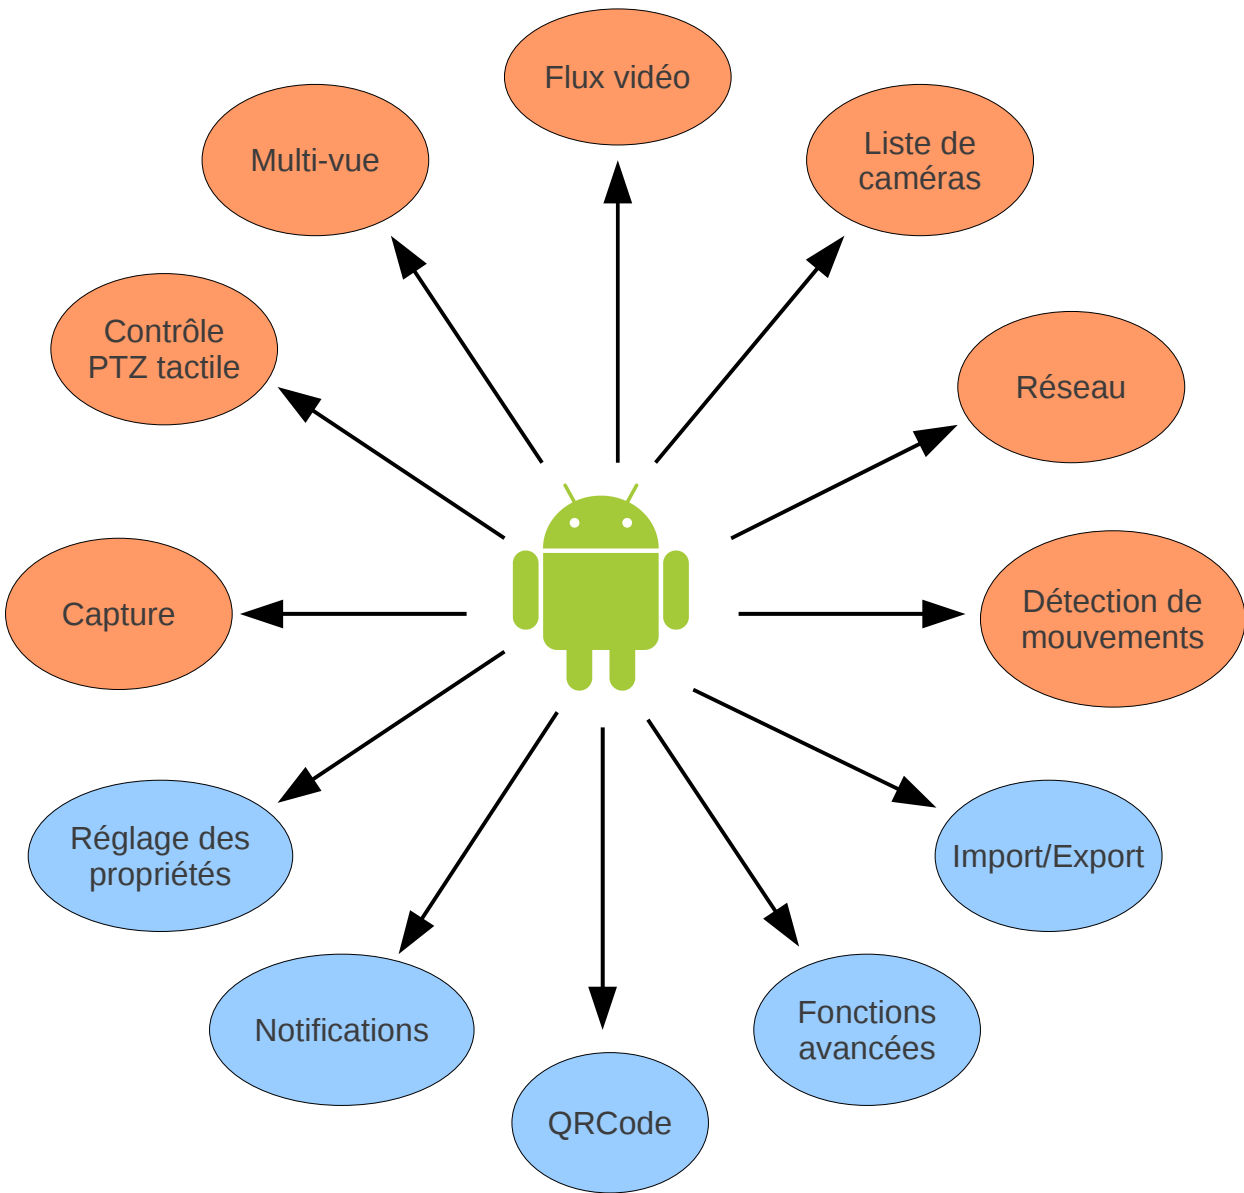 Flux vidéo
Multi-vue
Liste de
caméras
Contrôle
PTZ tactile
Réseau
Capture
Détection de
mouvements
Réglage des
propriétés
Import/Export
Notifications
Fonctions
avancées
QRCode